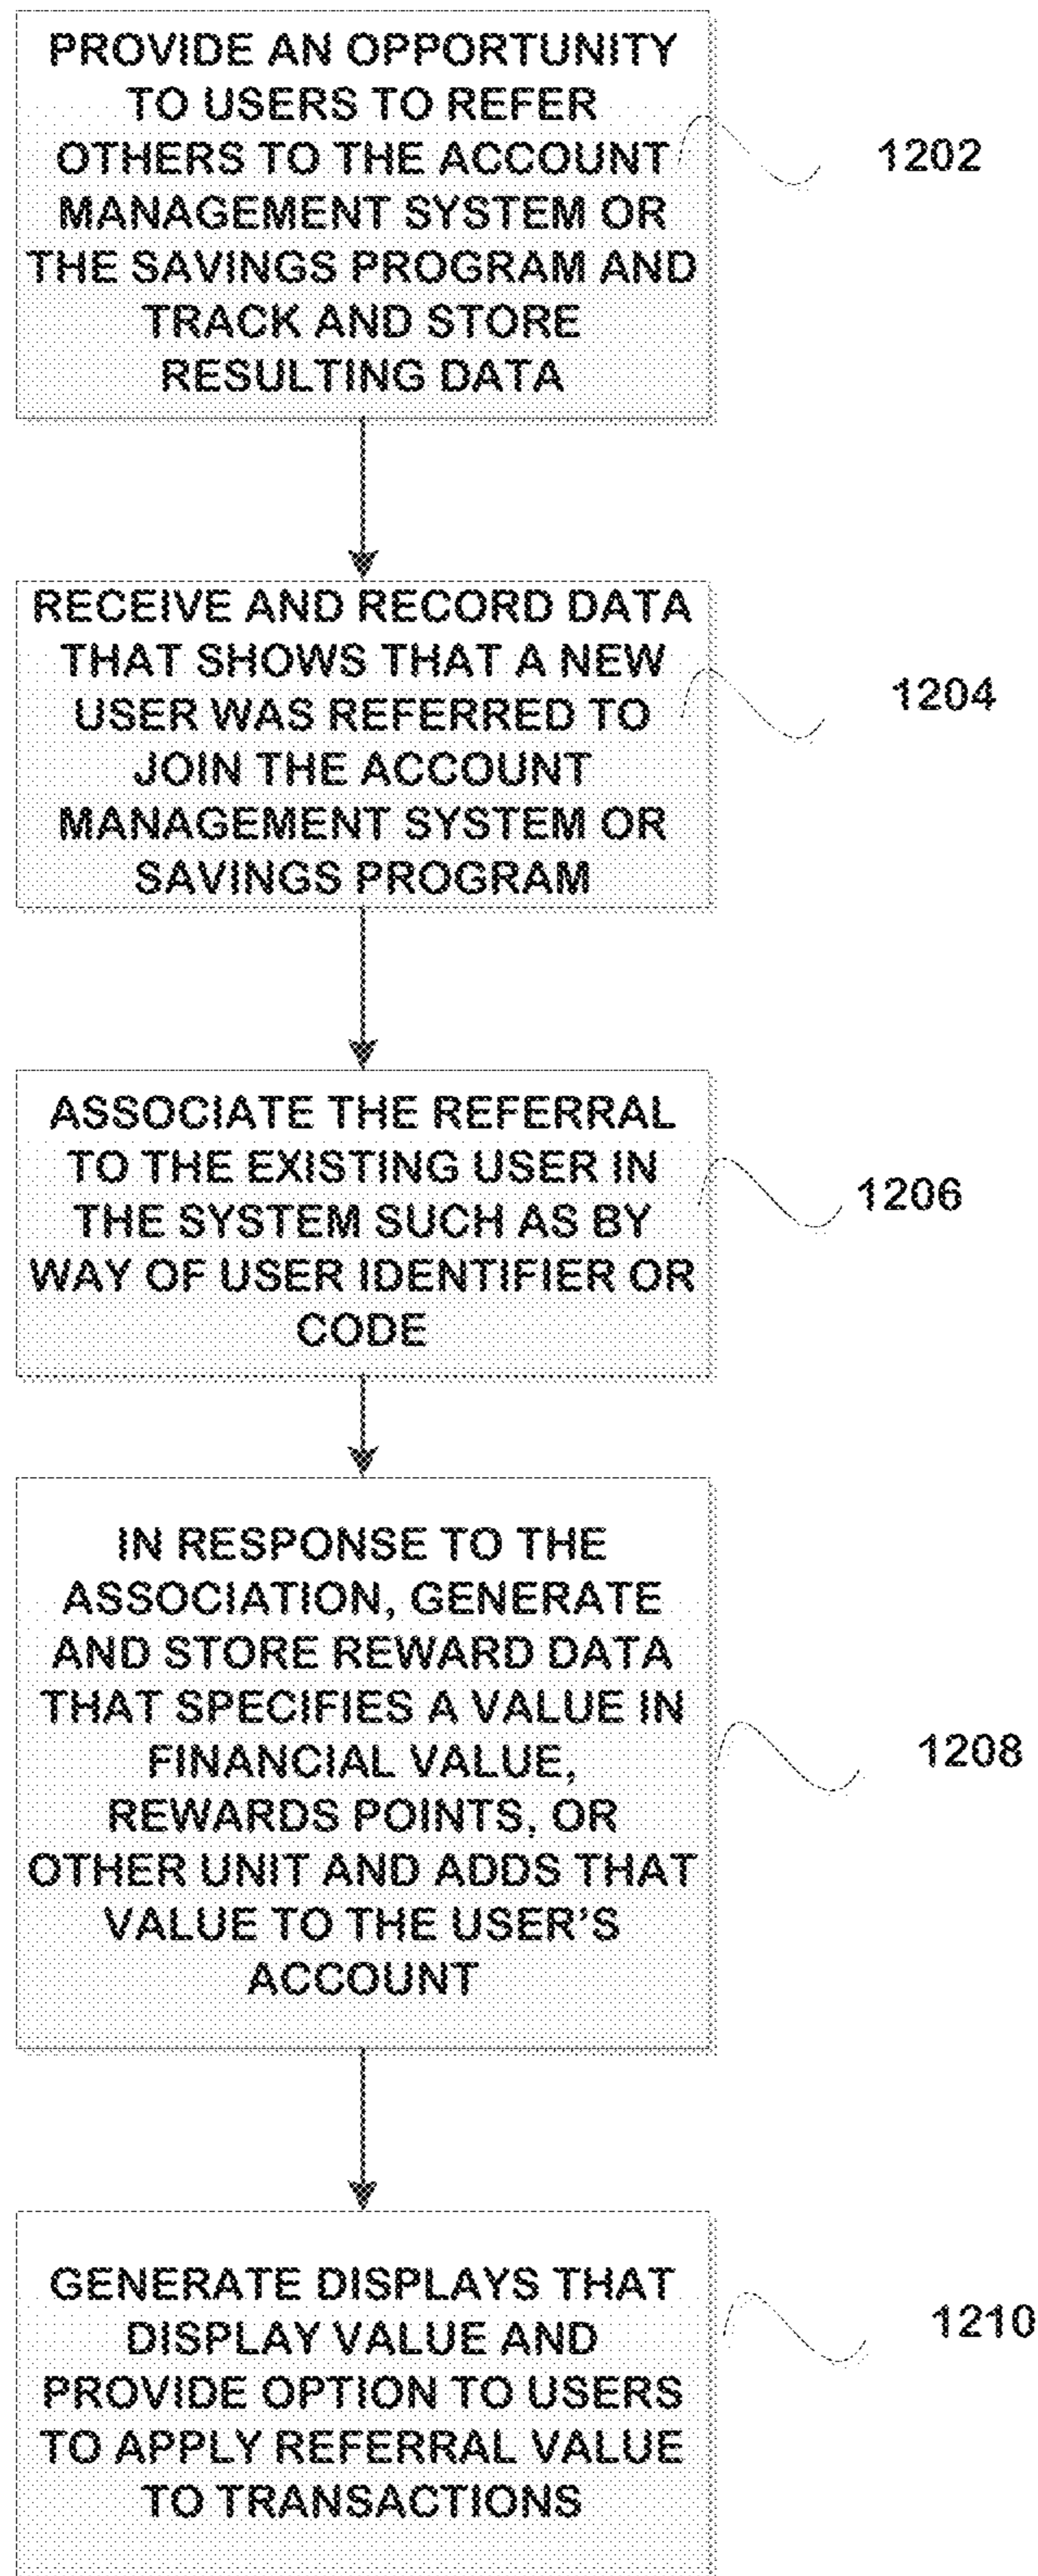 PROVIDE AN OPPORTUNITY
TO USERS TO REFER
OTHERS TO THE ACCOUNT
MANAGEMENT SYSTEM OR
THE SAVINGS PROGRAM AND
TRACK AND STORE
RESULTING DATA
1202
RECEIVE AND RECORD DATA
THAT SHOWS THAT A NEW
USER WAS REFERRED TO
JOIN THE ACCOUNT
MANAGEMENT SYSTEM OR
SAVINGS PROGRAM
1204
ASSOCIATE THE REFERRAL
TO THE EXISTING USER IN
THE SYSTEM SUCH AS BY
WAY OF USER IDENTIFIER OR
CODE
1206
IN RESPONSE TO THE
ASSOCIATION, GENERATE
AND STORE REWARD DATA
THAT SPECIFIES A VALUE IN
FINANCIAL VALUE,
REWARDS POINTS, OR
OTHER UNIT AND ADDS THAT
VALUE TO THE USER'S
ACCOUNT
1208
GENERATE DISPLAYS THAT
DISPLAY VALUE AND
PROVIDE OPTION TO USERS
TO APPLY REFERRAL VALUE
TO TRANSACTIONS
1210